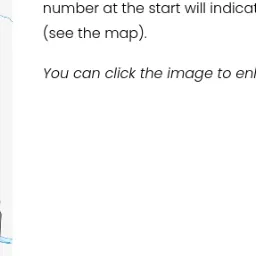 number at the start will indicat
(see the map).
You can click the image to enl